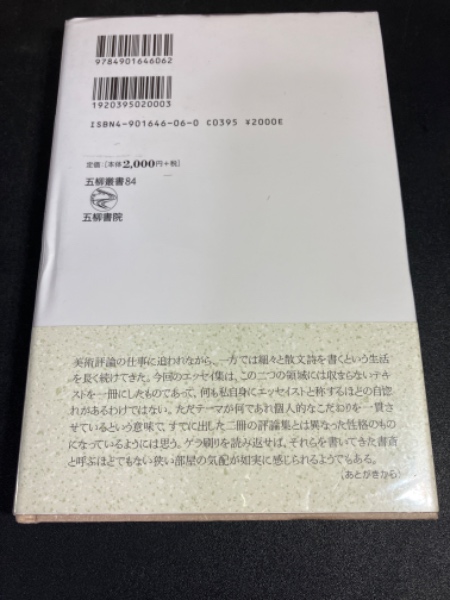 9784901646062
1920395020003
ISBN4-901646-06-0 C0395 ¥2000E
定価:[本体2,000円+税]
五柳叢書84
五柳書院
美術評論の仕事に追われながら、一方では細々と散文詩を書くという生活
を長く続けてきた。今回のエッセイ集は、この二つの領域には収まらないテキ
ストを一冊にしたものであって、何も私自身にエッセイストと称するほどの自惚
れがあるわけではない。ただテーマが何であれ個人的なこだわりを一貫さ
せているという意味で、すでに出した二冊の評論集とは異なった性格のもの
になっているようには思う。ゲラ刷りを読み返せば、それらを書いてきた書斎
と呼ぶほどでもない狭い部屋の気配が如実に感じられるようでもある。
(あとがきから)